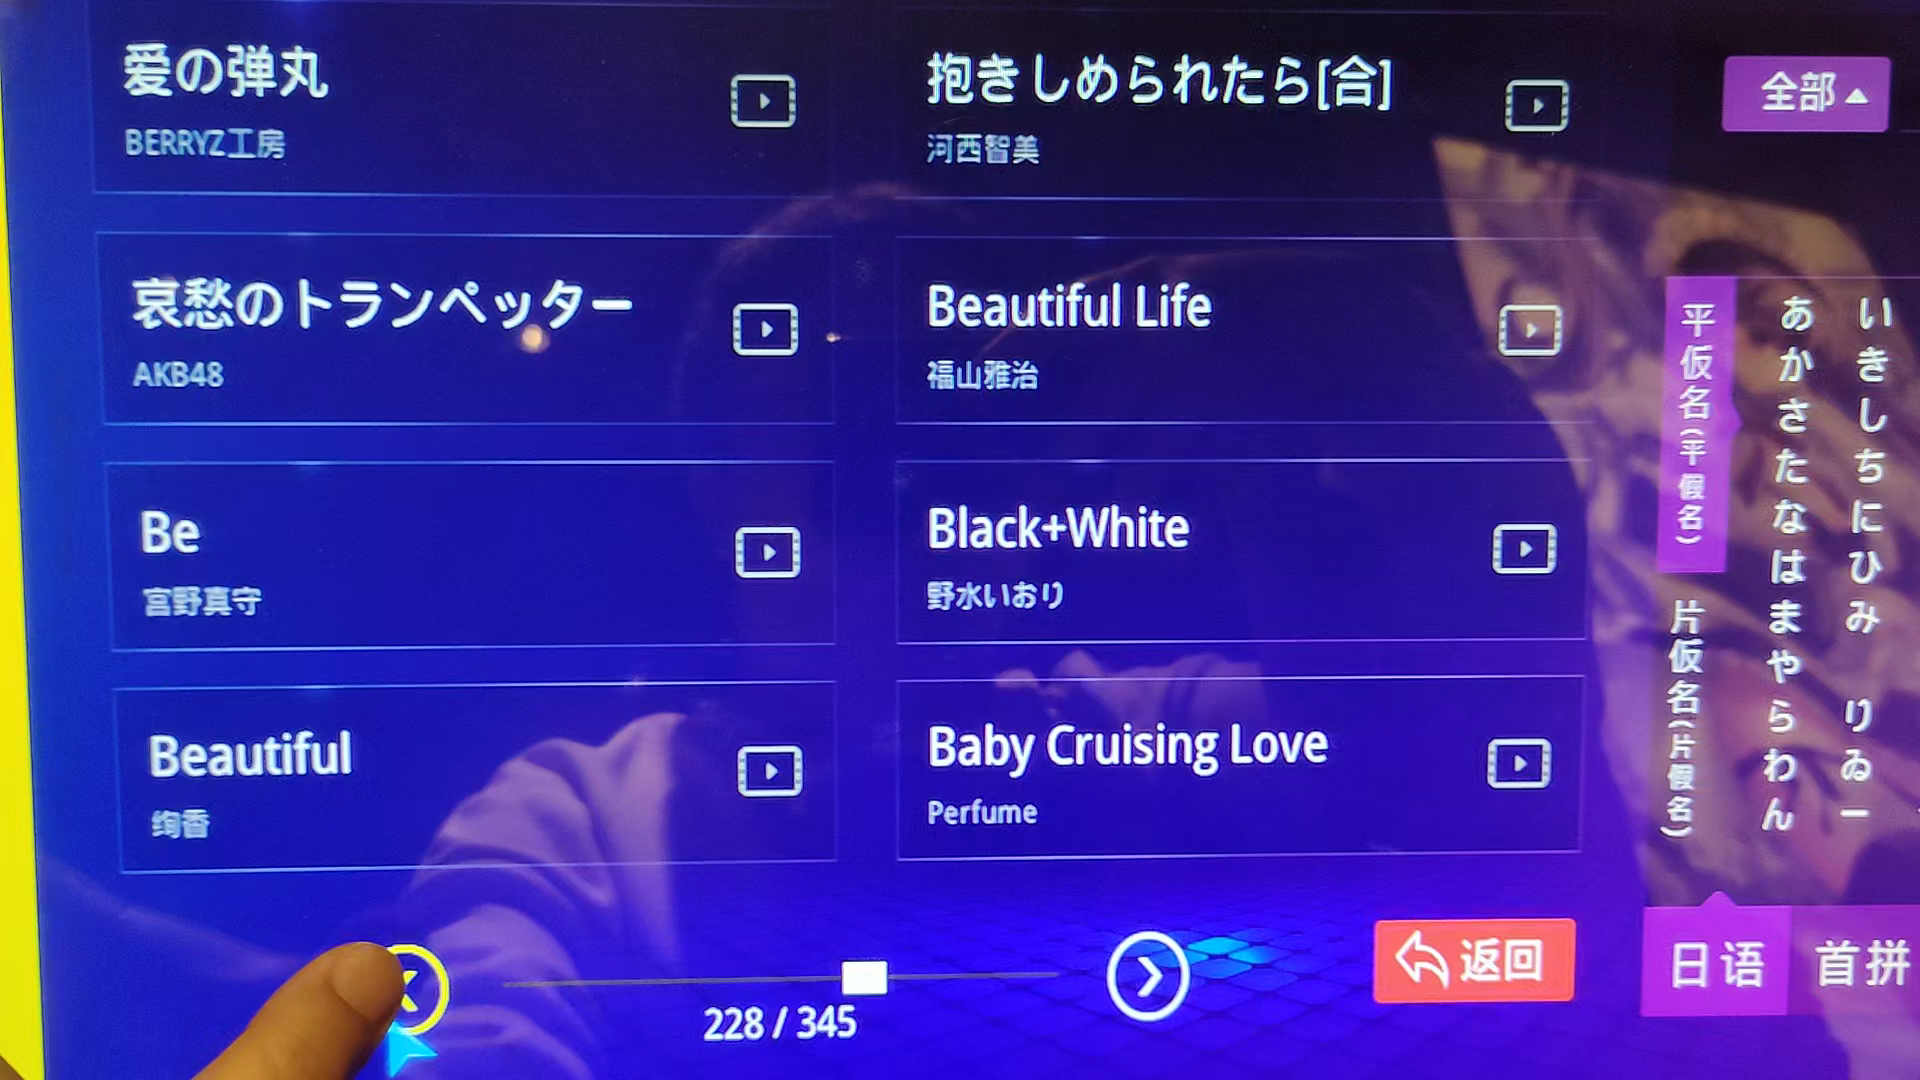 爱の弹丸
BERRYZ工房
抱きしめられたら[合]
河西智美
哀愁のトランペッター
AKB48
Beautiful Life
福山雅治
Be
宫野真守
Black+White
野水いおり
Beautiful
绚香
Baby Cruising Love
Perfume
228 / 345
返回
全部
平仮名(平假名)
片仮名(片假名)
あかさたなはまやらわん
いきしちにひみ りゐー
日语
首拼